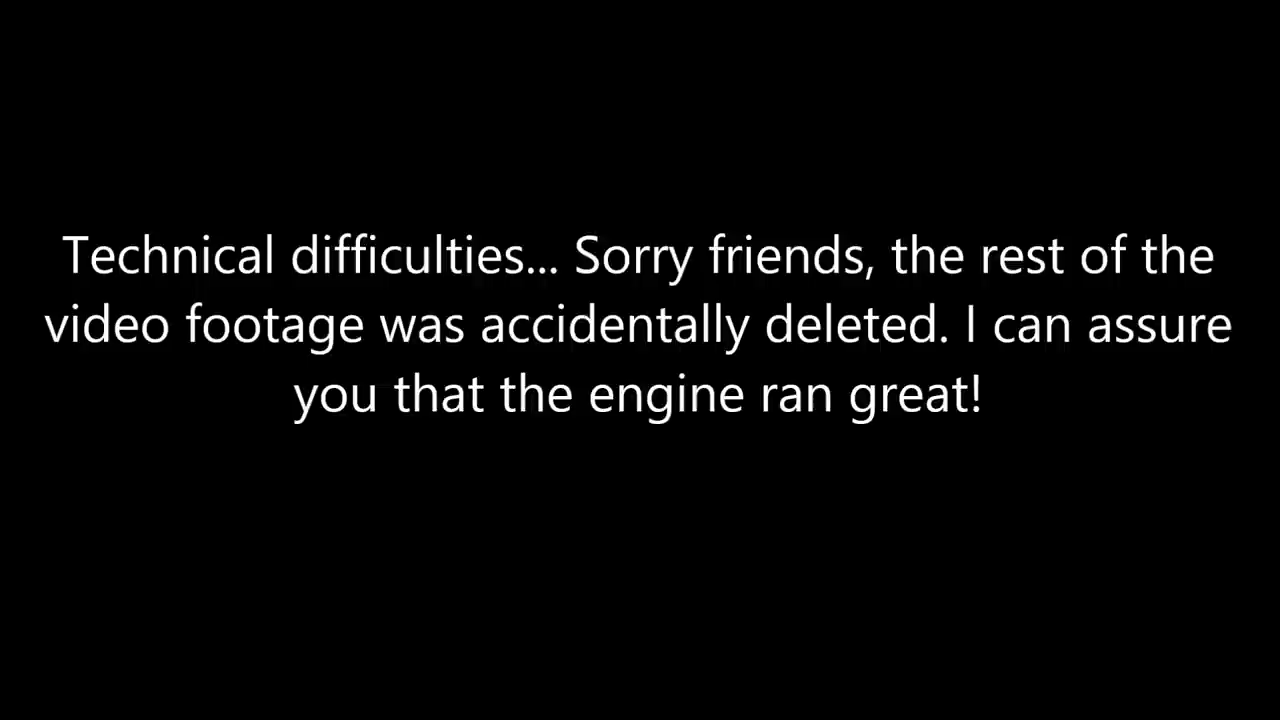 Technical difficulties... Sorry friends, the rest of the
video footage was accidentally deleted. I can assure
you that the engine ran great!